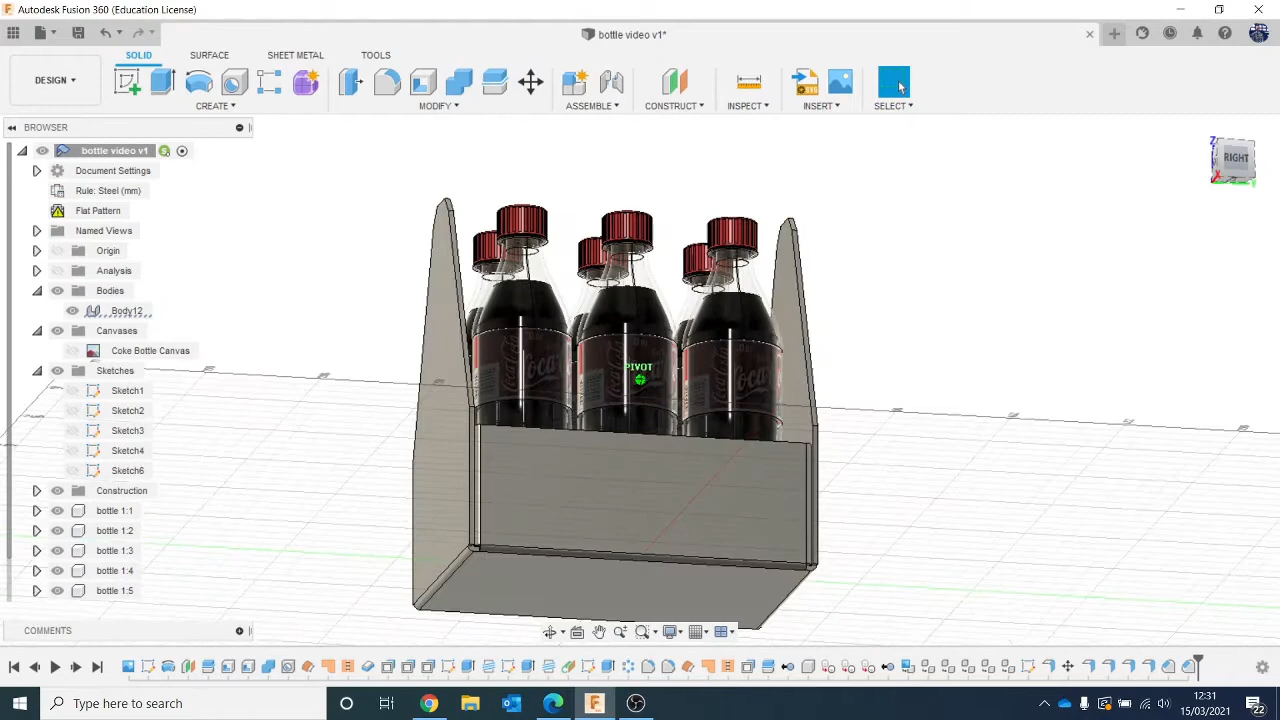 Autodesk Fusion 360 (Education License)
bottle video v1*
SOLID SURFACE SHEET METAL TOOLS
DESIGN
CREATE MODIFY ASSEMBLE CONSTRUCT INSPECT INSERT SELECT
BROWSER
bottle video v1
Document Settings
Rule: Steel (mm)
Flat Pattern
Named Views
Origin
Analysis
Bodies
Body12
Canvases
Coke Bottle Canvas
Sketches
Sketch1
Sketch2
Sketch3
Sketch4
Sketch6
Construction
bottle 1:1
bottle 1:2
bottle 1:3
bottle 1:4
bottle 1:5
Z
RIGHT
X
Y
PIVOT
COMMENTS
Type here to search
12:31
15/03/2021
22